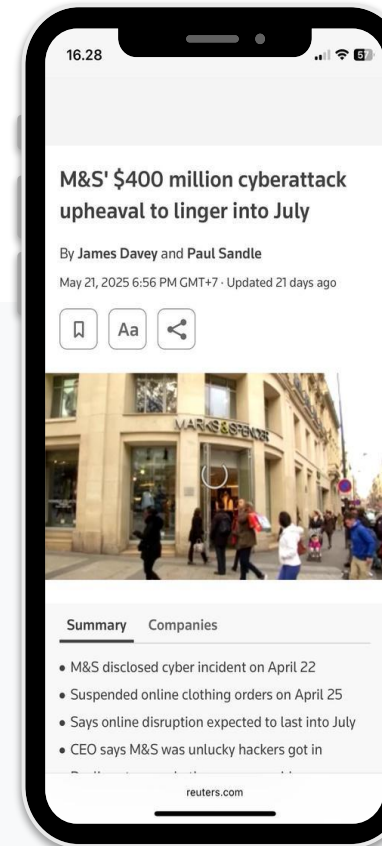 16.28
57
M&S' $400 million cyberattack
upheaval to linger into July
By James Davey and Paul Sandle
May 21, 2025 6:56 PM GMT+7 · Updated 21 days ago
Aa
MARKS & SPENCER
Summary Companies
• M&S disclosed cyber incident on April 22
• Suspended online clothing orders on April 25
• Says online disruption expected to last into July
• CEO says M&S was unlucky hackers got in
reuters.com